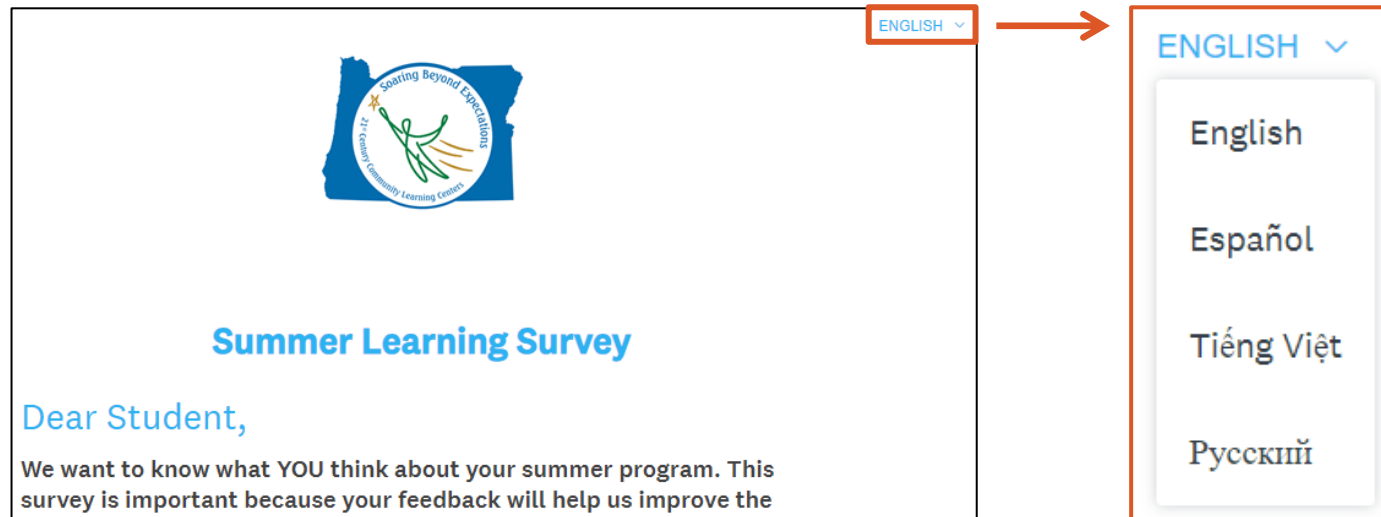 ENGLISH
Soaring Beyond Expectations
21st Century Community Learning Centers
Summer Learning Survey
Dear Student,
We want to know what YOU think about your summer program. This
survey is important because your feedback will help us improve the
ENGLISH
English
Español
Tiếng Việt
Русский